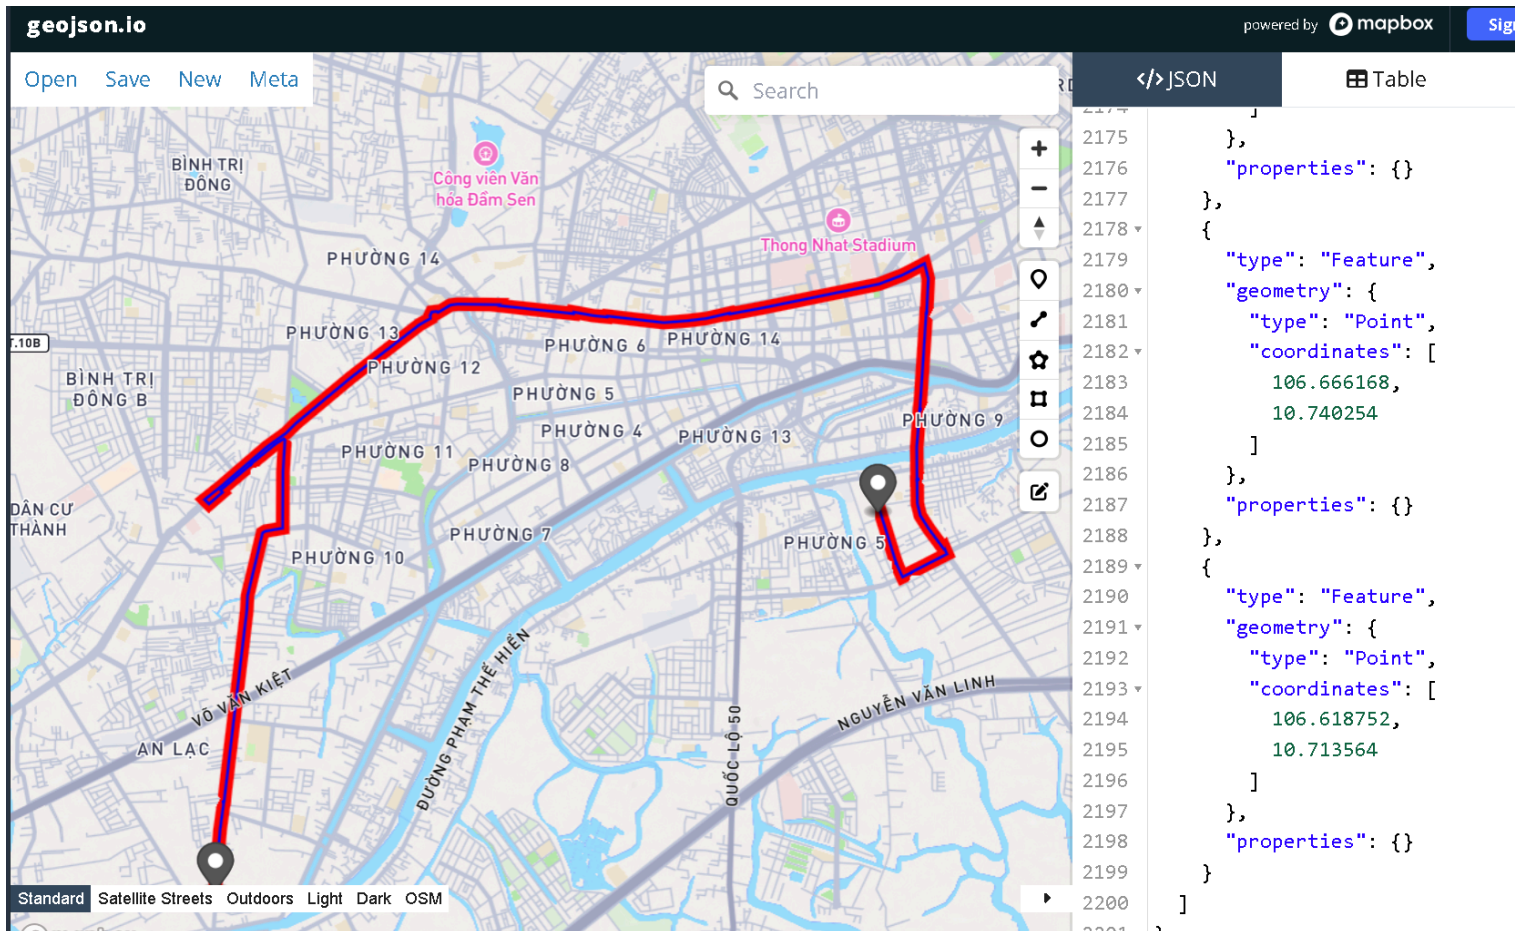 geojson.io
powered by mapbox
Open Save New Meta
Search
</>JSON
Table
BÌNH TRỊ
ĐÔNG
Công viên Văn
hóa Đầm Sen
Thong Nhat Stadium
PHƯỜNG 14
PHƯỜNG 13
PHƯỜNG 6
PHƯỜNG 14
T.10B
PHƯỜNG 12
BÌNH TRỊ
ĐÔNG B
PHƯỜNG 5
PHƯỜNG 9
PHƯỜNG 4
PHƯỜNG 13
PHƯỜNG 11
PHƯỜNG 8
DÂN CƯ
THÀNH
PHƯỜNG 7
PHƯỜNG 5
PHƯỜNG 10
VÕ VĂN KIỆT
ĐƯỜNG PHẠM THẾ HIỂN
NGUYỄN VĂN LINH
QUỐC LỘ 50
AN LẠC
Standard Satellite Streets Outdoors Light Dark OSM
2174 ]
2175 },
2176 "properties": {}
2177 },
2178 {
2179 "type": "Feature",
2180 "geometry": {
2181 "type": "Point",
2182 "coordinates": [
2183 106.666168,
2184 10.740254
2185 ]
2186 },
2187 "properties": {}
2188 },
2189 {
2190 "type": "Feature",
2191 "geometry": {
2192 "type": "Point",
2193 "coordinates": [
2194 106.618752,
2195 10.713564
2196 ]
2197 },
2198 "properties": {}
2199 }
2200 ]
2201 }